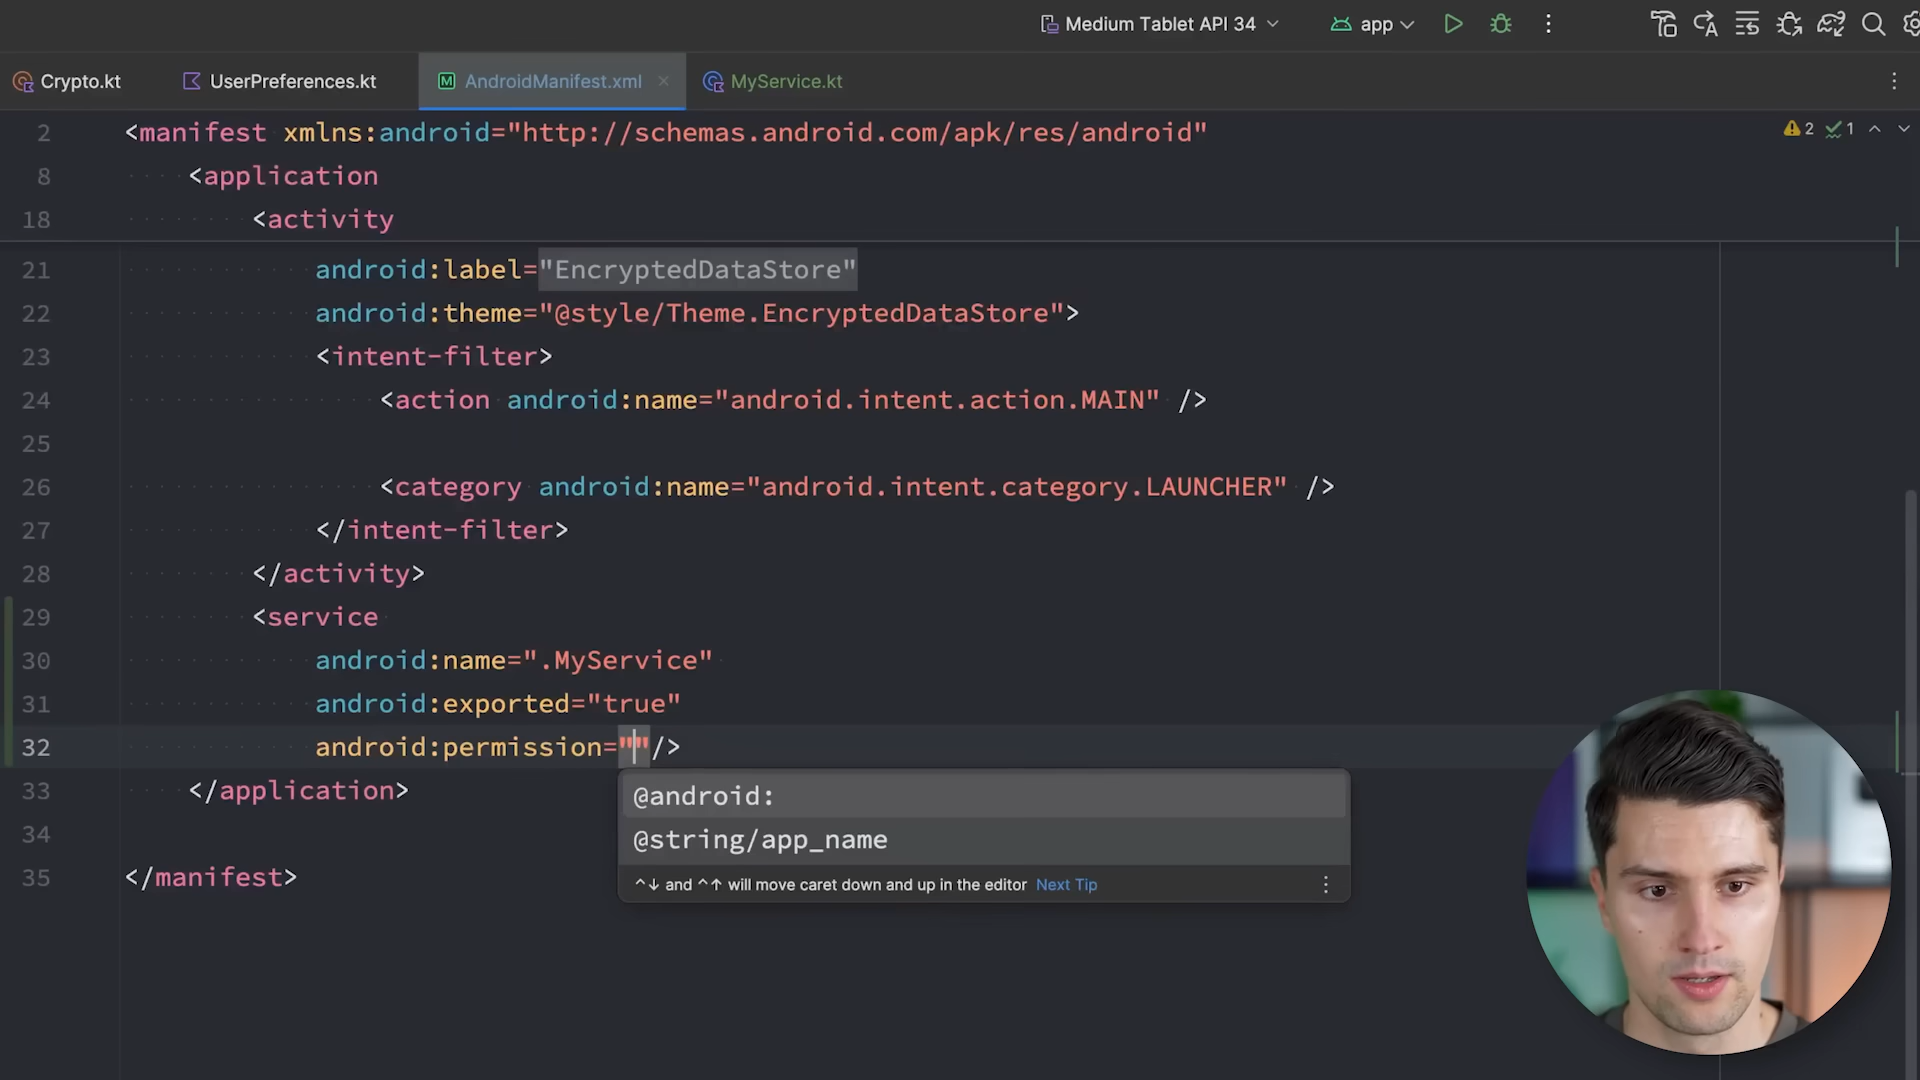 Medium Tablet API 34
app
Crypto.kt
UserPreferences.kt
AndroidManifest.xml
MyService.kt
2 <manifest xmlns:android="http://schemas.android.com/apk/res/android"
2 1
8 <application
18 <activity
21 android:label="EncryptedDataStore"
22 android:theme="@style/Theme.EncryptedDataStore">
23 <intent-filter>
24 <action android:name="android.intent.action.MAIN" />
25
26 <category android:name="android.intent.category.LAUNCHER" />
27 </intent-filter>
28 </activity>
29 <service
30 android:name=".MyService"
31 android:exported="true"
32 android:permission=""/>
33 </application>
34
35 </manifest>
@android:
@string/app_name
^↓ and ^↑ will move caret down and up in the editor Next Tip